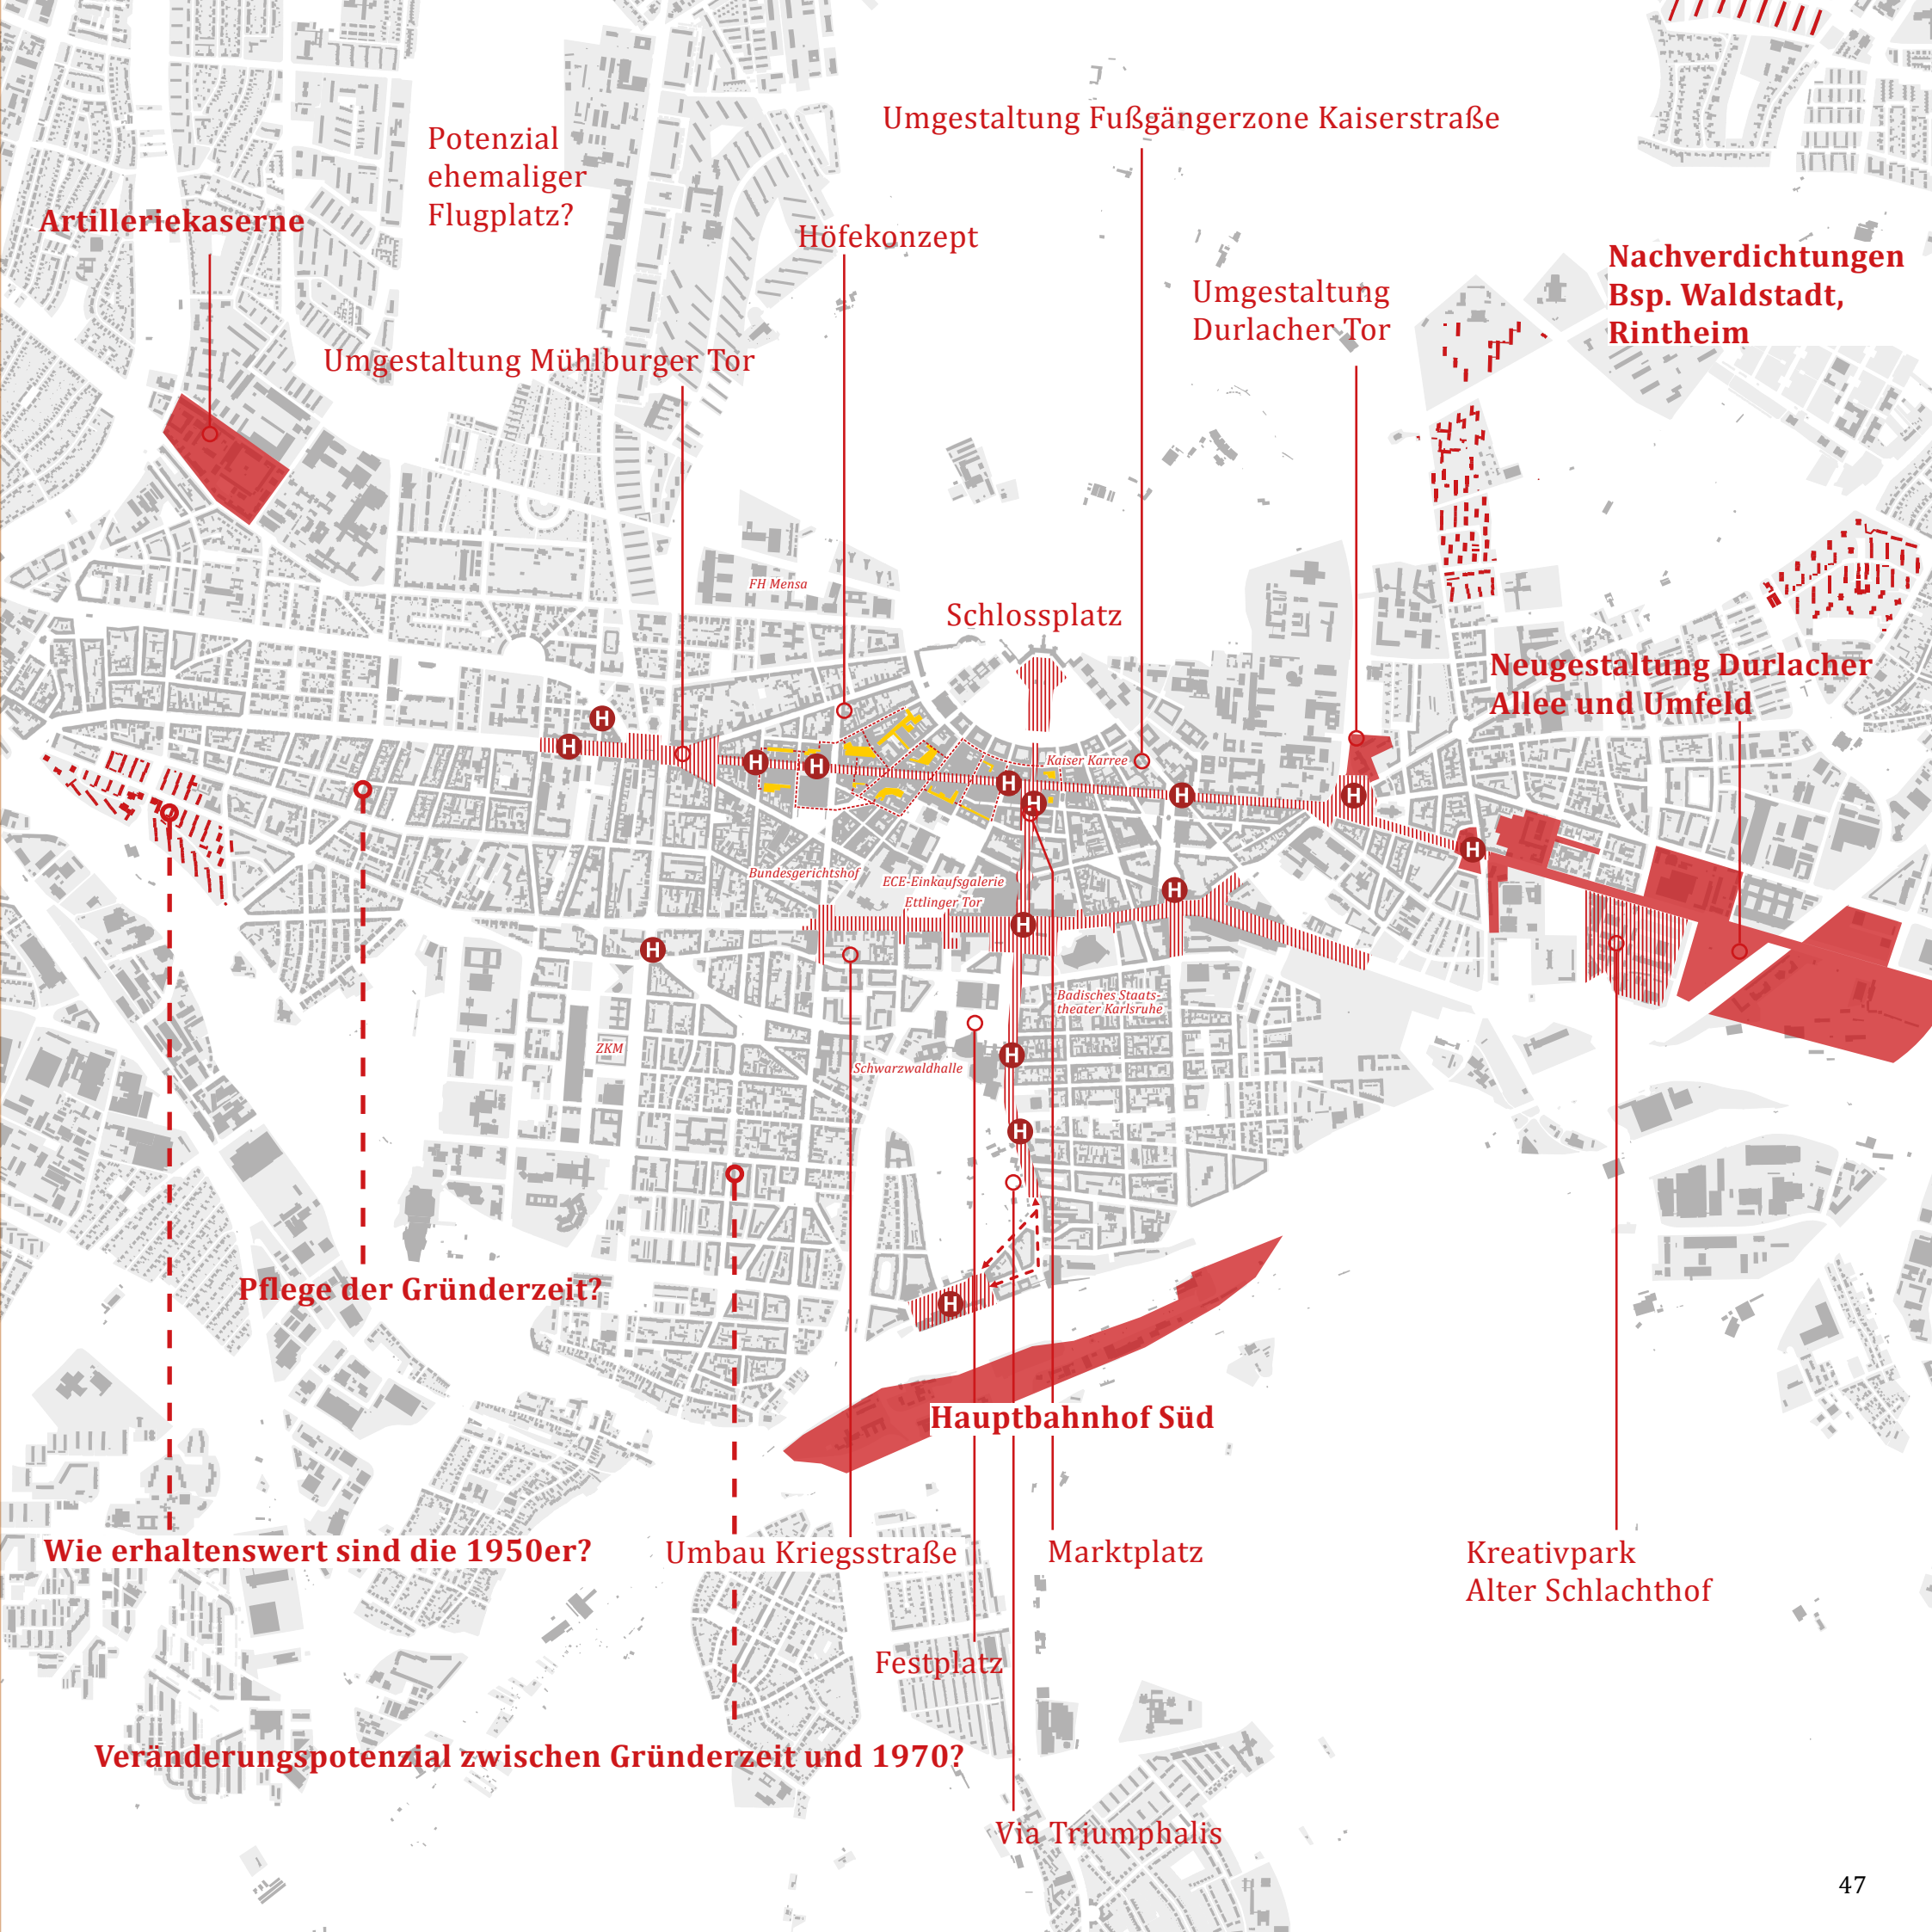 Umgestaltung Fußgängerzone Kaiserstraße
Potenzial
ehemaliger
Flugplatz?
Artilleriekaserne
Höfekonzept
Nachverdichtungen
Bsp. Waldstadt,
Rintheim
Umgestaltung
Durlacher Tor
Umgestaltung Mühlburger Tor
FH Mensa
Schlossplatz
Neugestaltung Durlacher
Allee und Umfeld
H
H
Kaiser Karree
H
H
H
H
H
H
H
Bundesgerichtshof
ECE-Einkaufsgalerie
Ettlinger Tor
H
H
H
Badisches Staats-
theater Karlsruhe
ZKM
Schwarzwaldhalle
H
H
Pflege der Gründerzeit?
H
Hauptbahnhof Süd
Wie erhaltenswert sind die 1950er?
Umbau Kriegsstraße
Marktplatz
Kreativpark
Alter Schlachthof
Festplatz
Veränderungspotenzial zwischen Gründerzeit und 1970?
Via Triumphalis
47